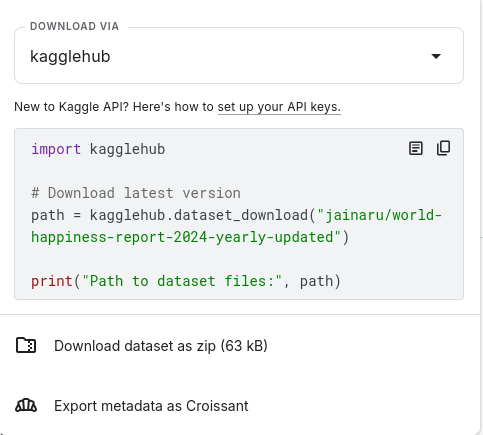 DOWNLOAD VIA
kagglehub
New to Kaggle API? Here's how to set up your API keys.
import kagglehub
# Download latest version
path = kagglehub.dataset_download("jainaru/world-
happiness-report-2024-yearly-updated")
print("Path to dataset files:", path)
Download dataset as zip (63 kB)
Export metadata as Croissant